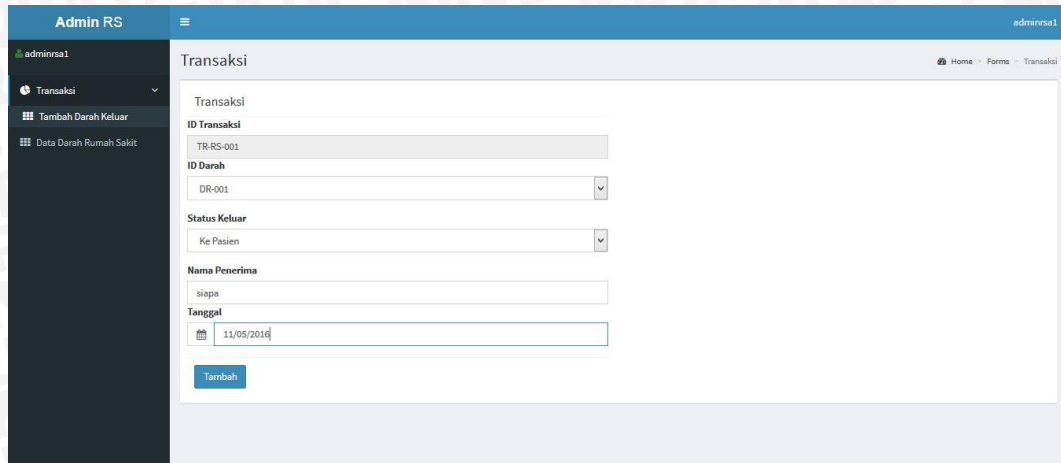 Admin RS
adminrsa1
adminrsa1
Transaksi
Tambah Darah Keluar
Data Darah Rumah Sakit
Transaksi
Home > Forms > Transaksi
Transaksi
ID Transaksi
TR-RS-001
ID Darah
DR-001
Status Keluar
Ke Pasien
Nama Penerima
siapa
Tanggal
11/05/2016
Tambah